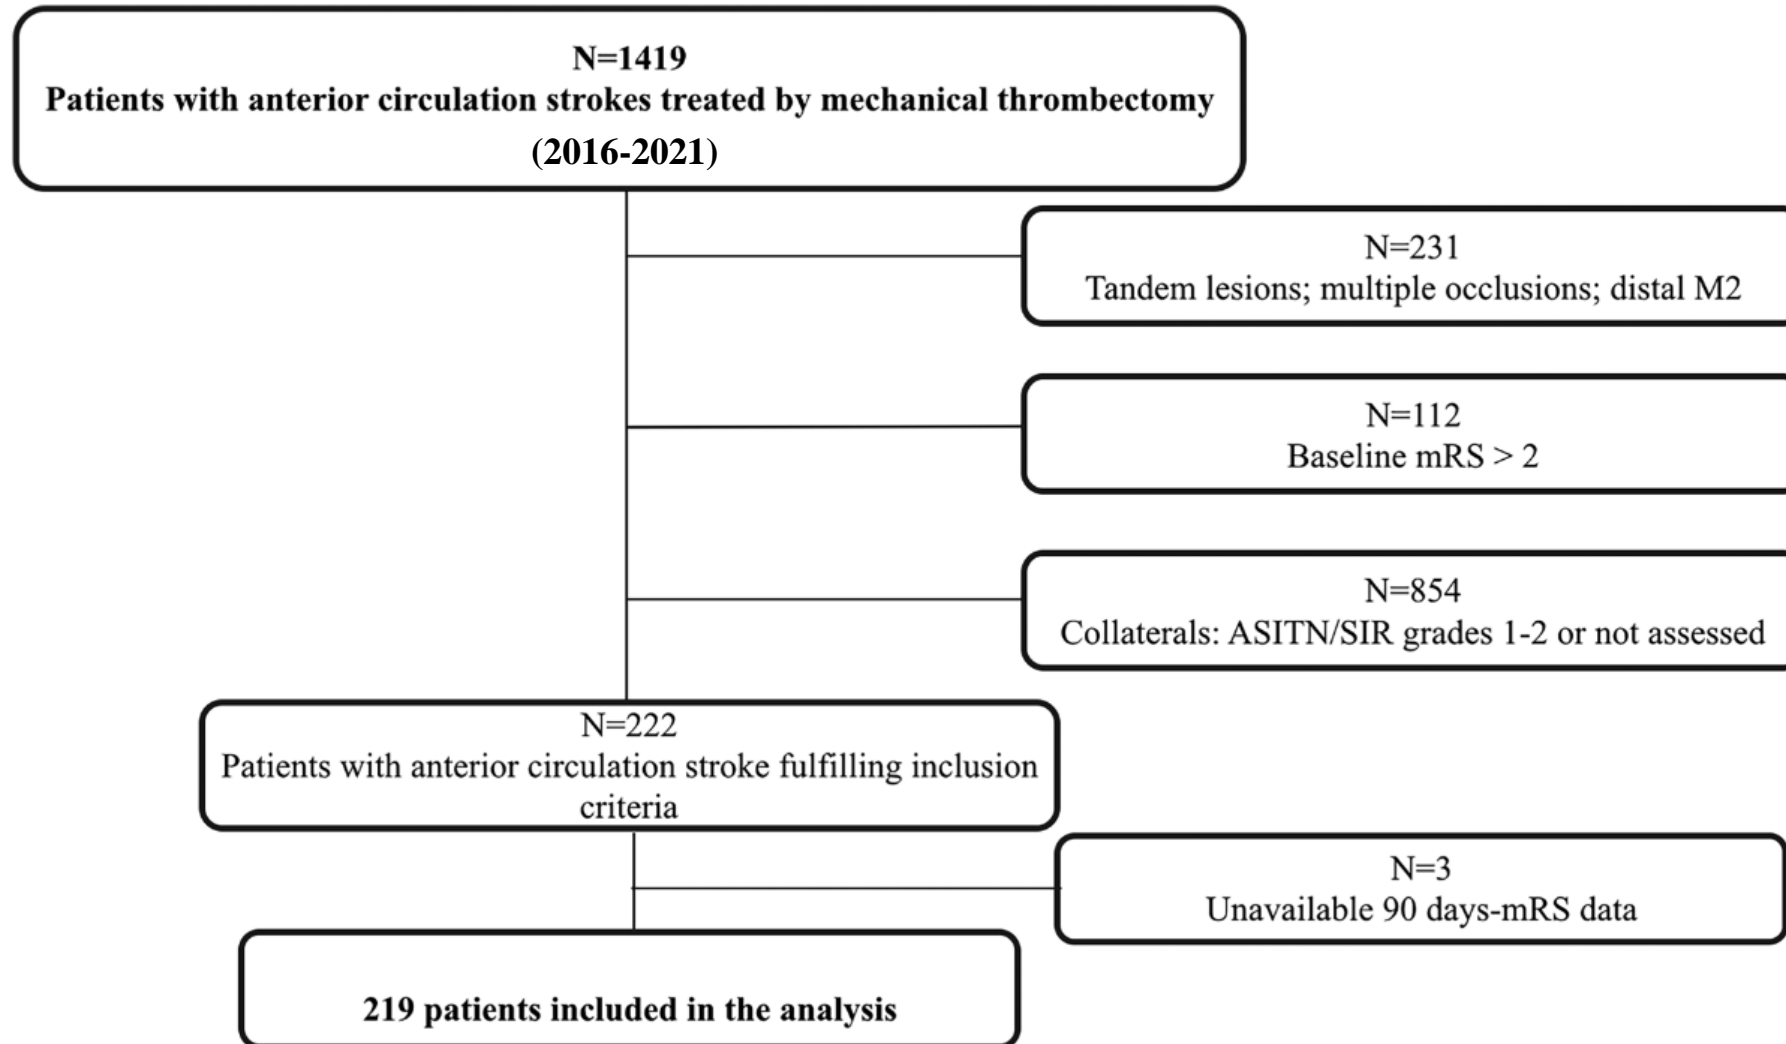 N=1419
Patients with anterior circulation strokes treated by mechanical thrombectomy
(2016-2021)
N=231
Tandem lesions; multiple occlusions; distal M2
N=112
Baseline mRS > 2
N=854
Collaterals: ASITN/SIR grades 1-2 or not assessed
N=222
Patients with anterior circulation stroke fulfilling inclusion
criteria
N=3
Unavailable 90 days-mRS data
219 patients included in the analysis